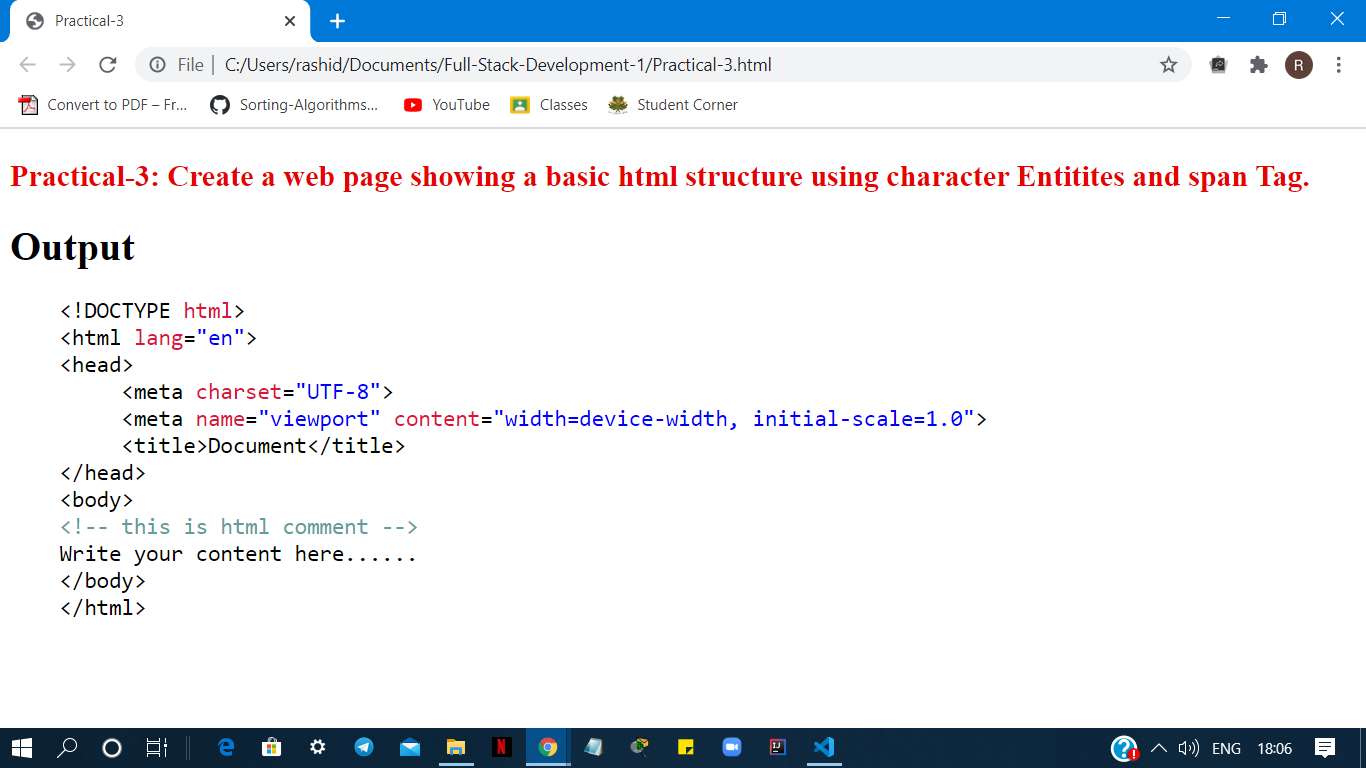 Practical-3
File | C:/Users/rashid/Documents/Full-Stack-Development-1/Practical-3.html
R
Convert to PDF – Fr... Sorting-Algorithms... YouTube Classes Student Corner
Practical-3: Create a web page showing a basic html structure using character Entitites and span Tag.
Output
<!DOCTYPE html>
<html lang="en">
<head>
<meta charset="UTF-8">
<meta name="viewport" content="width=device-width, initial-scale=1.0">
<title>Document</title>
</head>
<body>
<!-- this is html comment -->
Write your content here......
</body>
</html>
N IJ ENG 18:06